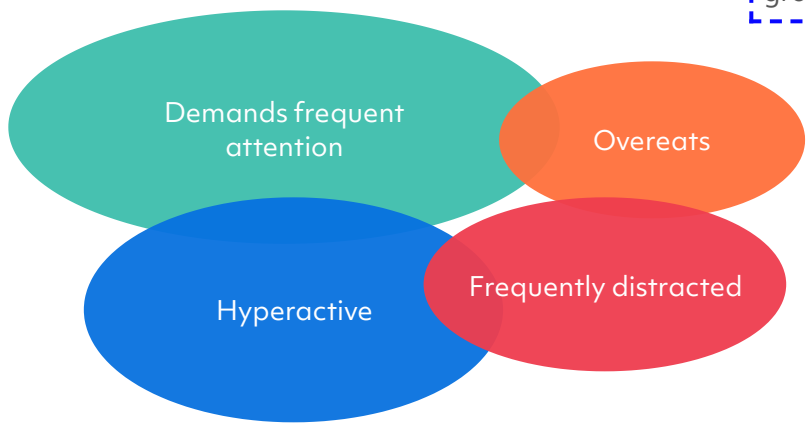 Demands frequent
attention
Overeats
Hyperactive
Frequently distracted